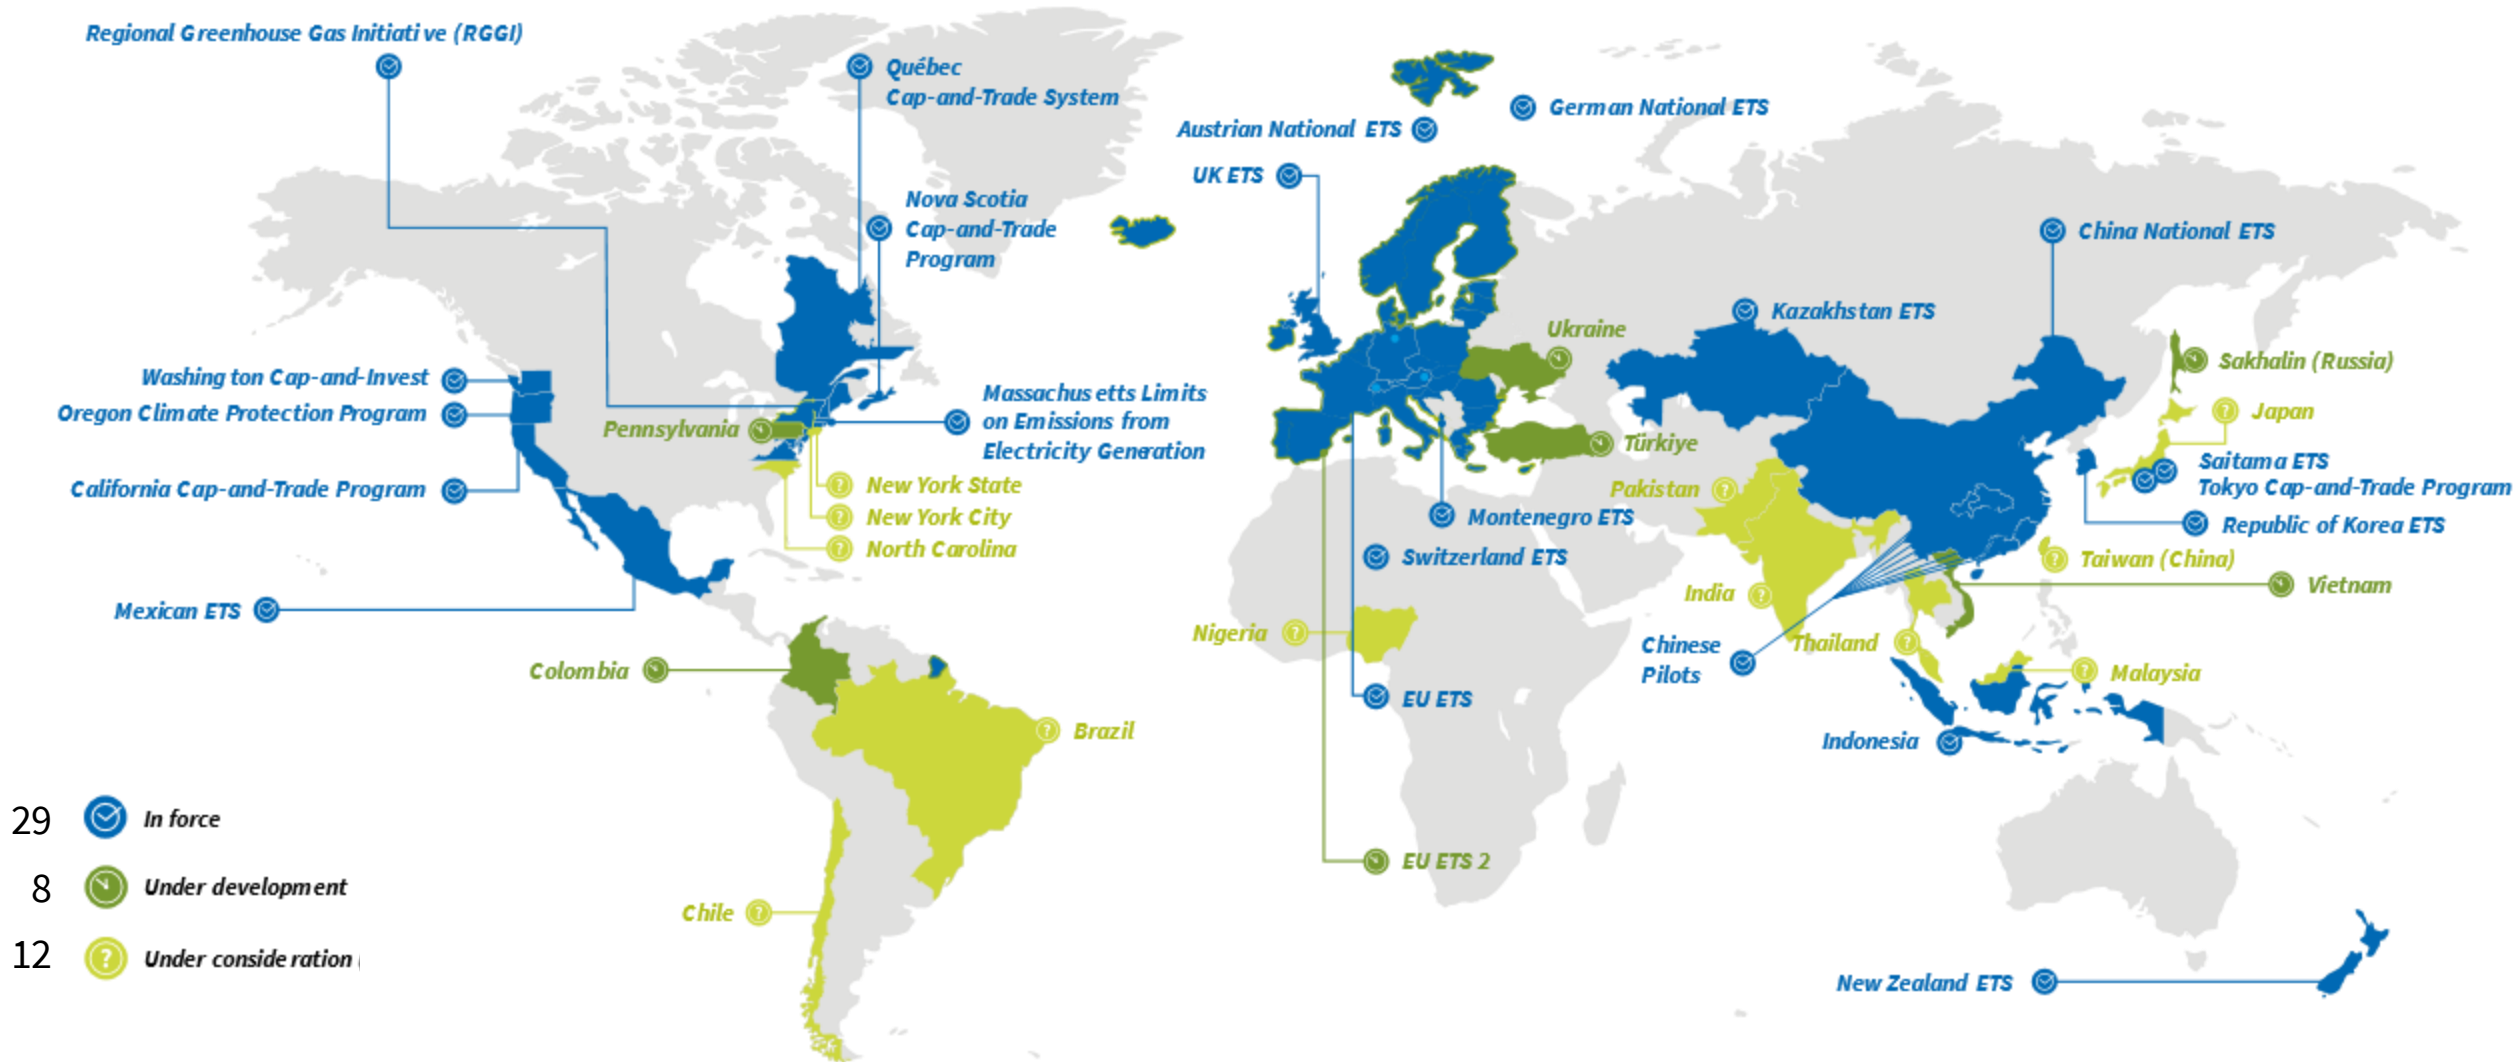 Regional Greenhouse Gas Initiative (RGGI)
Québec
Cap-and-Trade System
German National ETS
Austrian National ETS
UK ETS
Nova Scotia
Cap-and-Trade
Program
China National ETS
Kazakhstan ETS
Ukraine
Sakhalin (Russia)
Washington Cap-and-Invest
Oregon Climate Protection Program
Massachusetts Limits
on Emissions from
Electricity Generation
Japan
Pennsylvania
Türkiye
Saitama ETS
Tokyo Cap-and-Trade Program
California Cap-and-Trade Program
New York State
New York City
North Carolina
Pakistan
Montenegro ETS
Republic of Korea ETS
Switzerland ETS
Taiwan (China)
Vietnam
India
Mexican ETS
Nigeria
Chinese
Pilots
Thailand
Colombia
Malaysia
EU ETS
Brazil
Indonesia
29 In force
EU ETS 2
8 Under development
Chile
12 Under consideration
New Zealand ETS